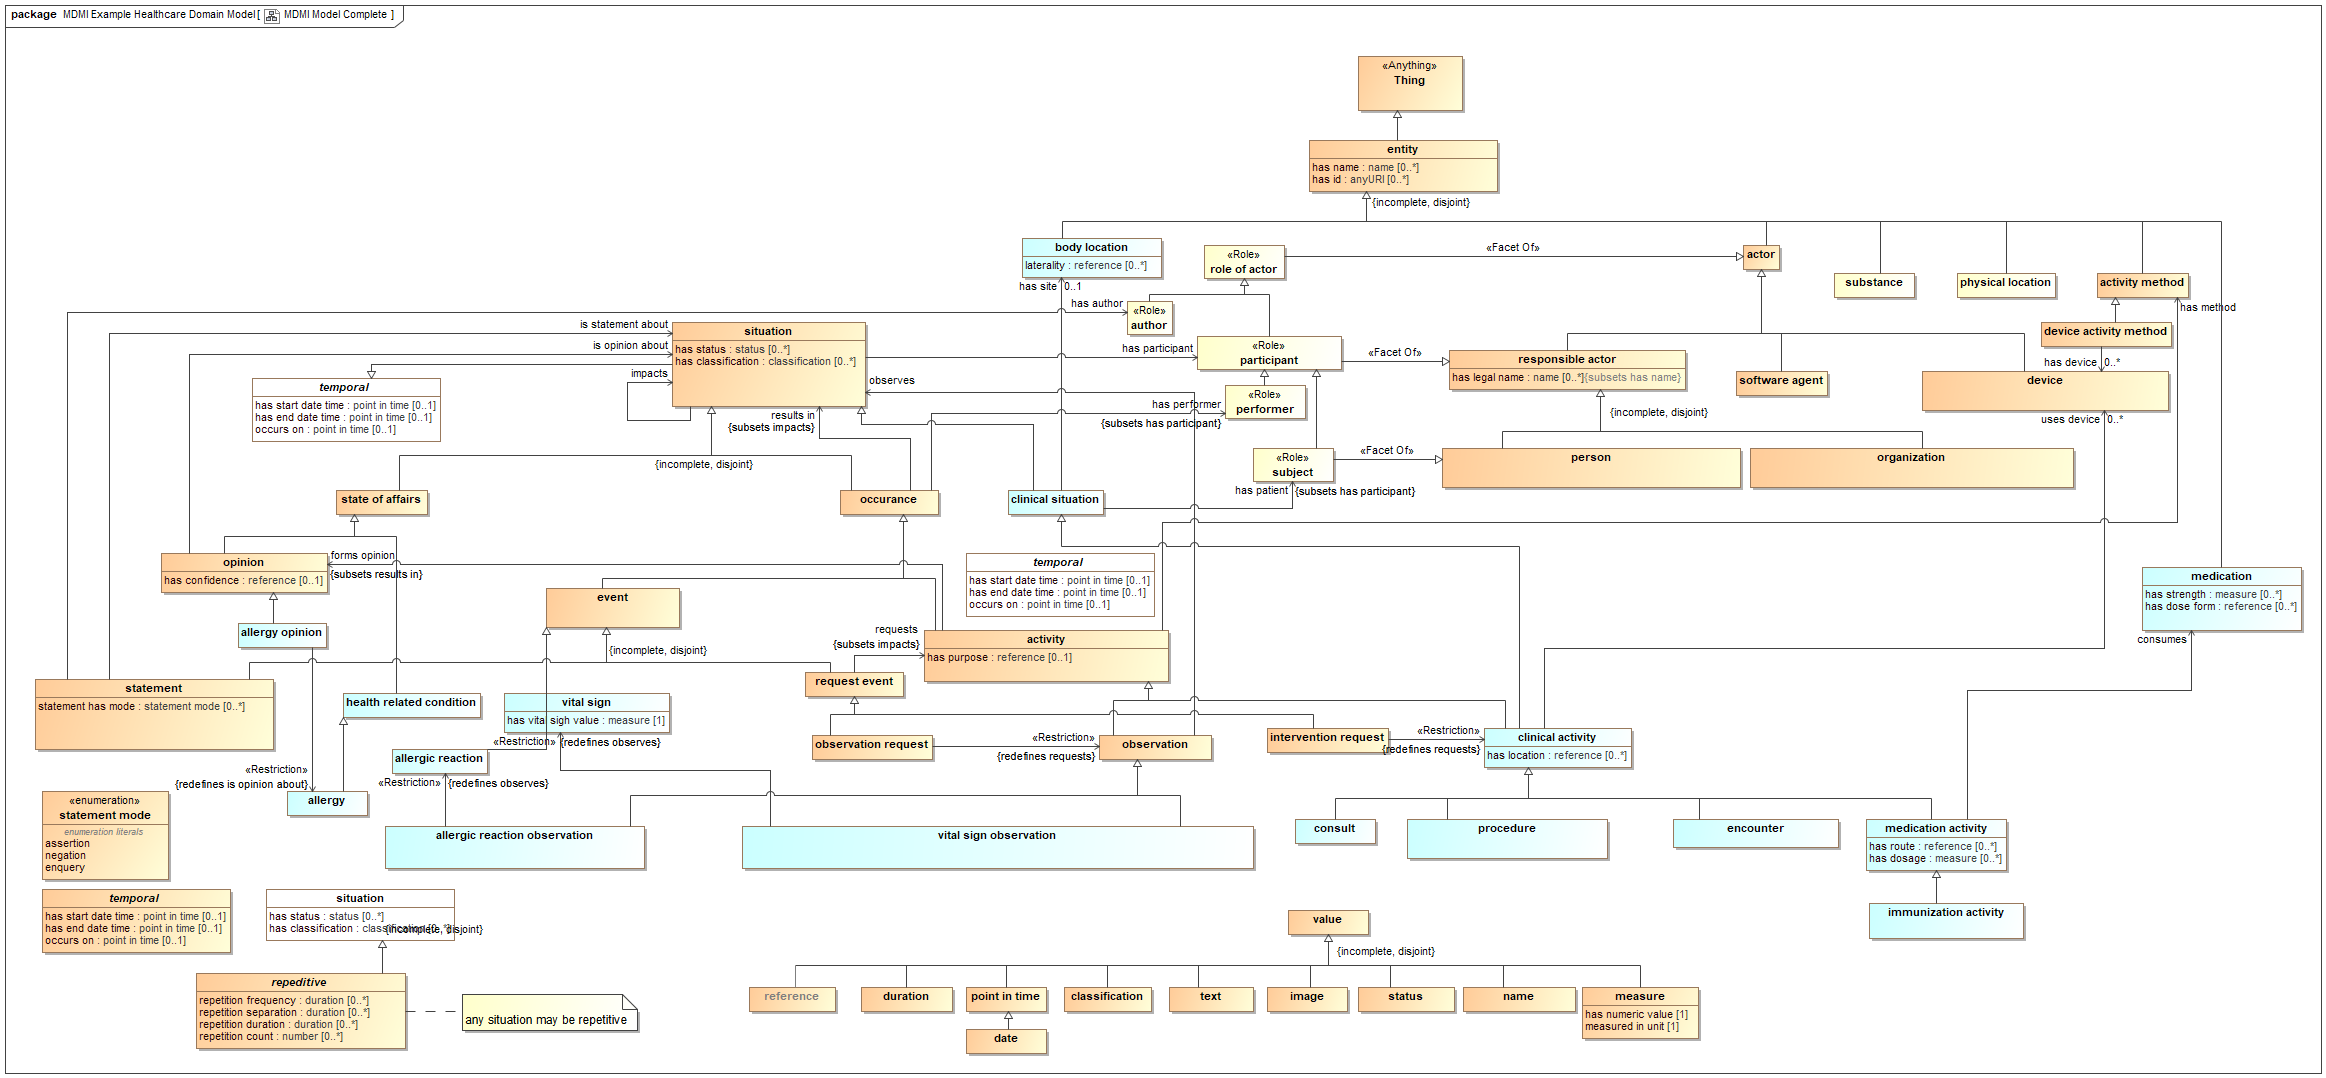 package MDMI Example Healthcare Domain Model [ MDMI Model Complete ]
«Anything»
Thing
entity
has name : name [0..*]
has id : anyURI [0..*]
{incomplete, disjoint}
body location
laterality : reference [0..*]
has site 0..1
«Role»
role of actor
«Facet Of»
actor
substance
physical location
activity method
has method
has author
«Role»
author
device activity method
has device 0..*
is statement about
is opinion about
impacts
situation
has status : status [0..*]
has classification : classification [0..*]
has participant
«Role»
participant
«Facet Of»
responsible actor
has legal name : name [0..*]{subsets has name}
software agent
device
uses device 0..*
temporal
has start date time : point in time [0..1]
has end date time : point in time [0..1]
occurs on : point in time [0..1]
observes
results in
{subsets impacts}
has performer
{subsets has participant}
«Role»
performer
{incomplete, disjoint}
{incomplete, disjoint}
«Role»
subject
«Facet Of»
person
organization
has patient {subsets has participant}
state of affairs
occurance
clinical situation
opinion
has confidence : reference [0..1]
forms opinion
{subsets results in}
temporal
has start date time : point in time [0..1]
has end date time : point in time [0..1]
occurs on : point in time [0..1]
medication
has strength : measure [0..*]
has dose form : reference [0..*]
consumes
event
{incomplete, disjoint}
allergy opinion
requests
{subsets impacts}
activity
has purpose : reference [0..1]
request event
statement
statement has mode : statement mode [0..*]
health related condition
vital sign
has vital sigh value : measure [1]
«Restriction» {redefines observes}
observation request
«Restriction»
{redefines requests}
observation
intervention request
«Restriction»
{redefines requests}
clinical activity
has location : reference [0..*]
allergic reaction
«Restriction» {redefines observes}
«Restriction»
{redefines is opinion about}
allergy
«enumeration»
statement mode
enumeration literals
assertion
negation
enquery
allergic reaction observation
vital sign observation
consult
procedure
encounter
medication activity
has route : reference [0..*]
has dosage : measure [0..*]
immunization activity
temporal
has start date time : point in time [0..1]
has end date time : point in time [0..1]
occurs on : point in time [0..1]
situation
has status : status [0..*]
has classification : classification [0..*]
{incomplete, disjoint}
repeditive
repetition frequency : duration [0..*]
repetition separation : duration [0..*]
repetition duration : duration [0..*]
repetition count : number [0..*]
any situation may be repetitive
value
{incomplete, disjoint}
reference
duration
point in time
classification
text
image
status
name
measure
has numeric value [1]
measured in unit [1]
date